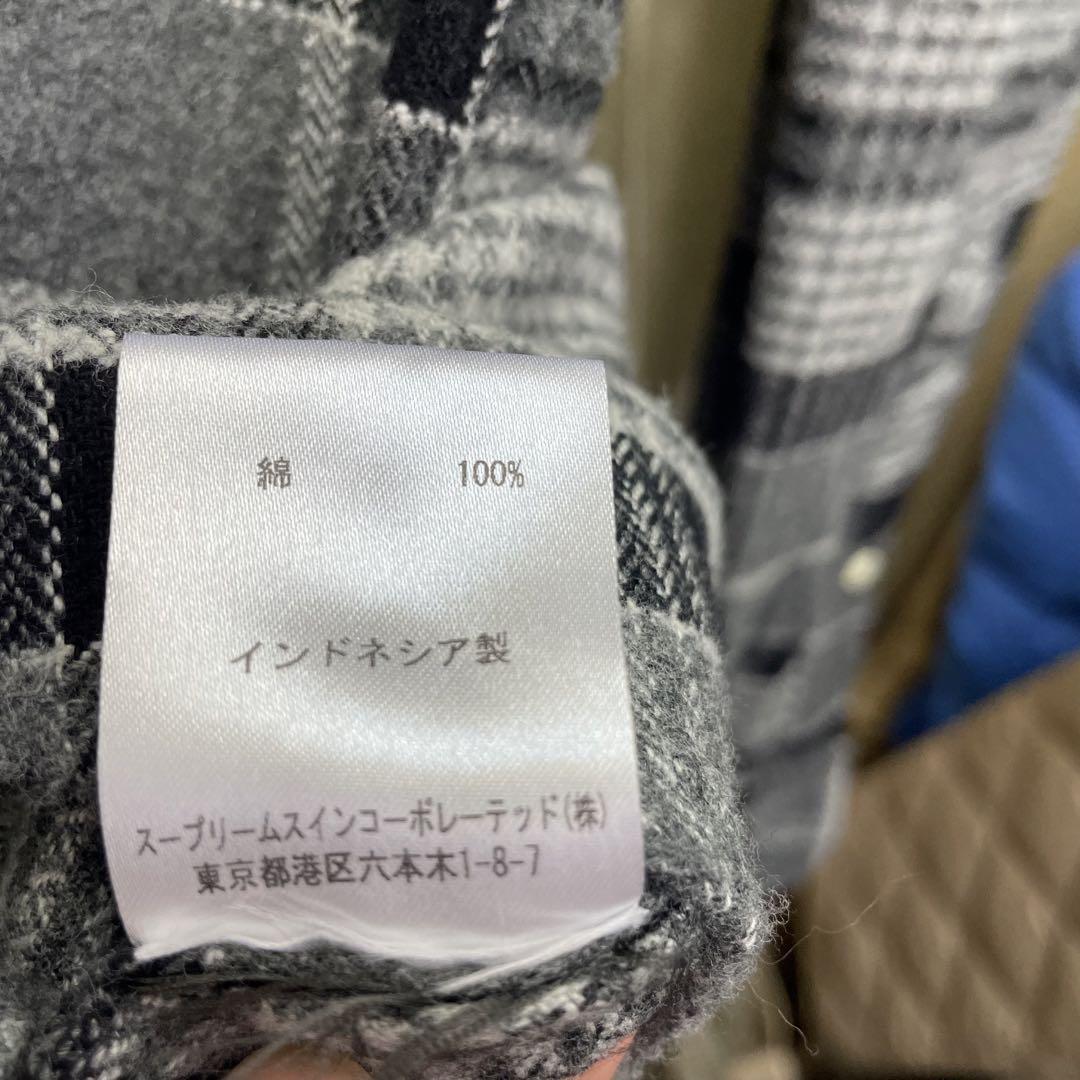 綿 100%
インドネシア製
スープリームスインコーポレーテッド(株)
東京都港区六本木1-8-7